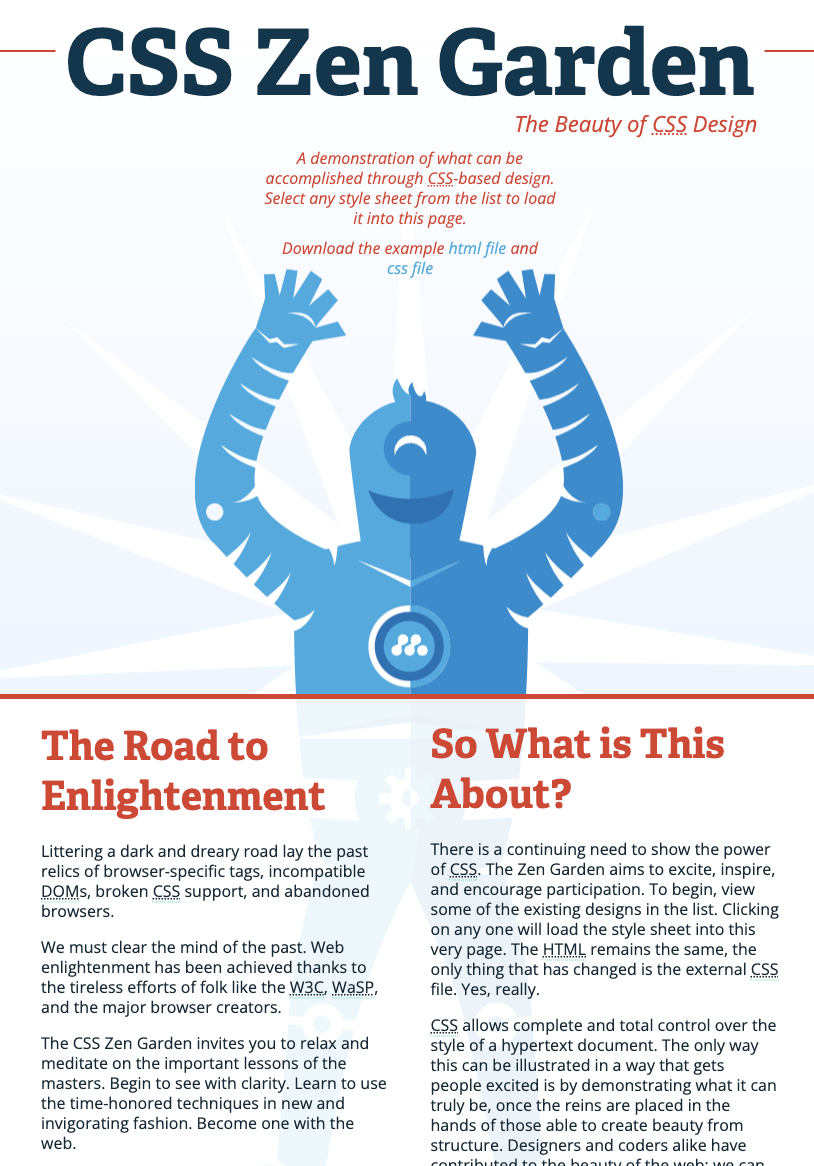 CSS Zen Garden
The Beauty of CSS Design
A demonstration of what can be
accomplished through CSS-based design.
Select any style sheet from the list to load
it into this page.
Download the example html file and
css file
The Road to
Enlightenment
Littering a dark and dreary road lay the past
relics of browser-specific tags, incompatible
DOMs, broken CSS support, and abandoned
browsers.
We must clear the mind of the past. Web
enlightenment has been achieved thanks to
the tireless efforts of folk like the W3C, WaSP,
and the major browser creators.
The CSS Zen Garden invites you to relax and
meditate on the important lessons of the
masters. Begin to see with clarity. Learn to use
the time-honored techniques in new and
invigorating fashion. Become one with the
web.
So What is This
About?
There is a continuing need to show the power
of CSS. The Zen Garden aims to excite, inspire,
and encourage participation. To begin, view
some of the existing designs in the list. Clicking
on any one will load the style sheet into this
very page. The HTML remains the same, the
only thing that has changed is the external CSS
file. Yes, really.
CSS allows complete and total control over the
style of a hypertext document. The only way
this can be illustrated in a way that gets
people excited is by demonstrating what it can
truly be, once the reins are placed in the
hands of those able to create beauty from
structure. Designers and coders alike have
contributed to the beauty of the web; we can